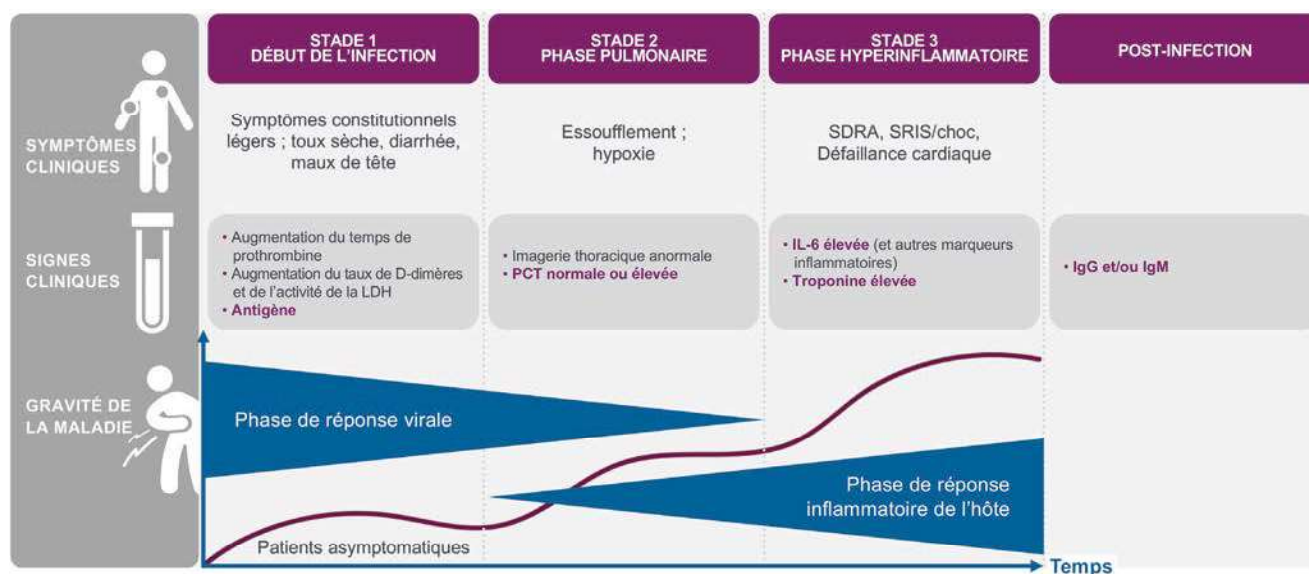 STADE 1
DÉBUT DE L'INFECTION
STADE 2
PHASE PULMONAIRE
STADE 3
PHASE HYPERINFLAMMATOIRE
POST-INFECTION
SYMPTÔMES
CLINIQUES
Symptômes constitutionnels
légers ; toux sèche, diarrhée,
maux de tête
Essoufflement ;
hypoxie
SDRA, SRIS/choc,
Défaillance cardiaque
SIGNES
CLINIQUES
• Augmentation du temps de
prothrombine
• Augmentation du taux de D-dimères
et de l'activité de la LDH
• Antigène
• Imagerie thoracique anormale
• PCT normale ou élevée
• IL-6 élevée (et autres marqueurs
inflammatoires)
• Troponine élevée
• IgG et/ou IgM
GRAVITÉ DE
LA MALADIE
Phase de réponse virale
Phase de réponse
inflammatoire de l'hôte
Patients asymptomatiques
Temps